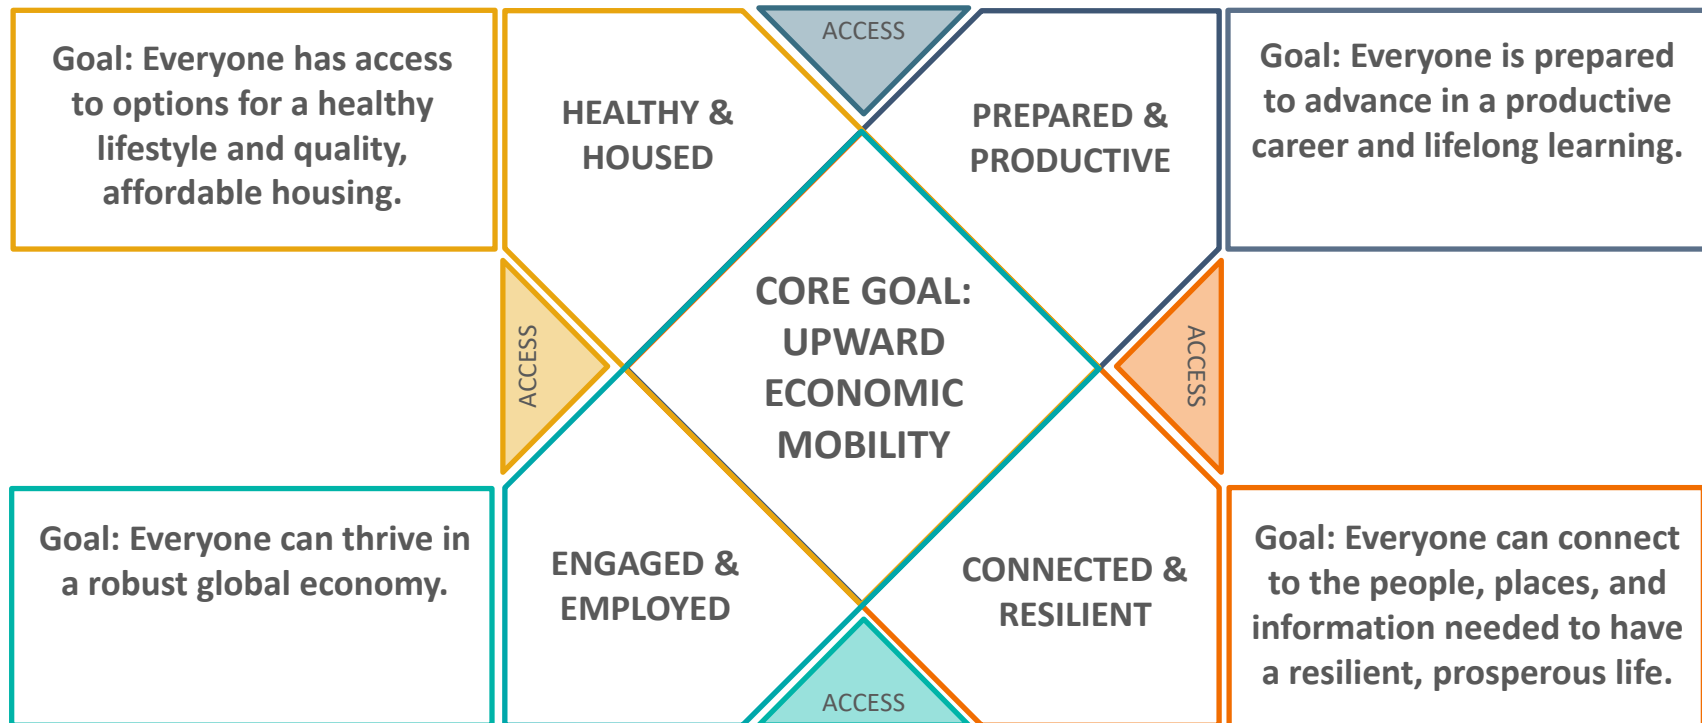 Goal: Everyone has access
to options for a healthy
lifestyle and quality,
affordable housing.
HEALTHY &
HOUSED
ACCESS
PREPARED &
PRODUCTIVE
Goal: Everyone is prepared
to advance in a productive
career and lifelong learning.
ACCESS
CORE GOAL:
UPWARD
ECONOMIC
MOBILITY
ACCESS
Goal: Everyone can thrive in
a robust global economy.
ENGAGED &
EMPLOYED
ACCESS
CONNECTED &
RESILIENT
Goal: Everyone can connect
to the people, places, and
information needed to have
a resilient, prosperous life.